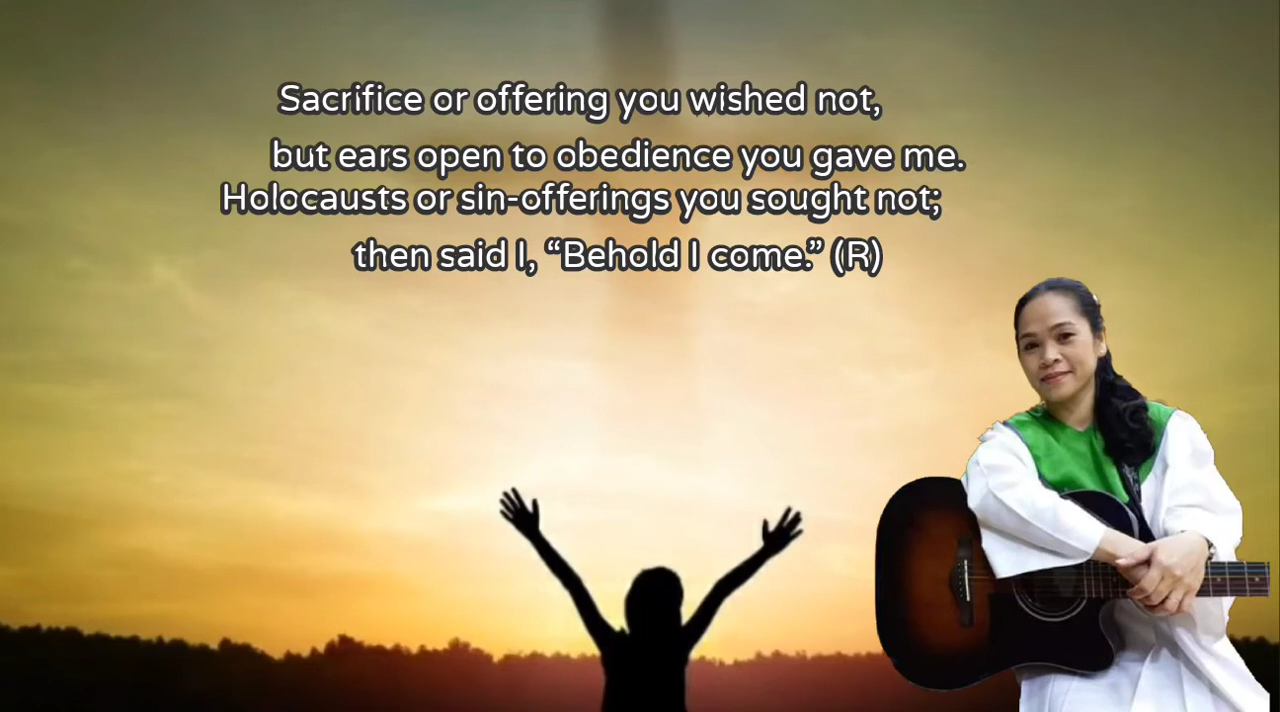 Sacrifice or offering you wished not,
but ears open to obedience you gave me.
Holocausts or sin-offerings you sought not;
then said I, “Behold I come.” (R)